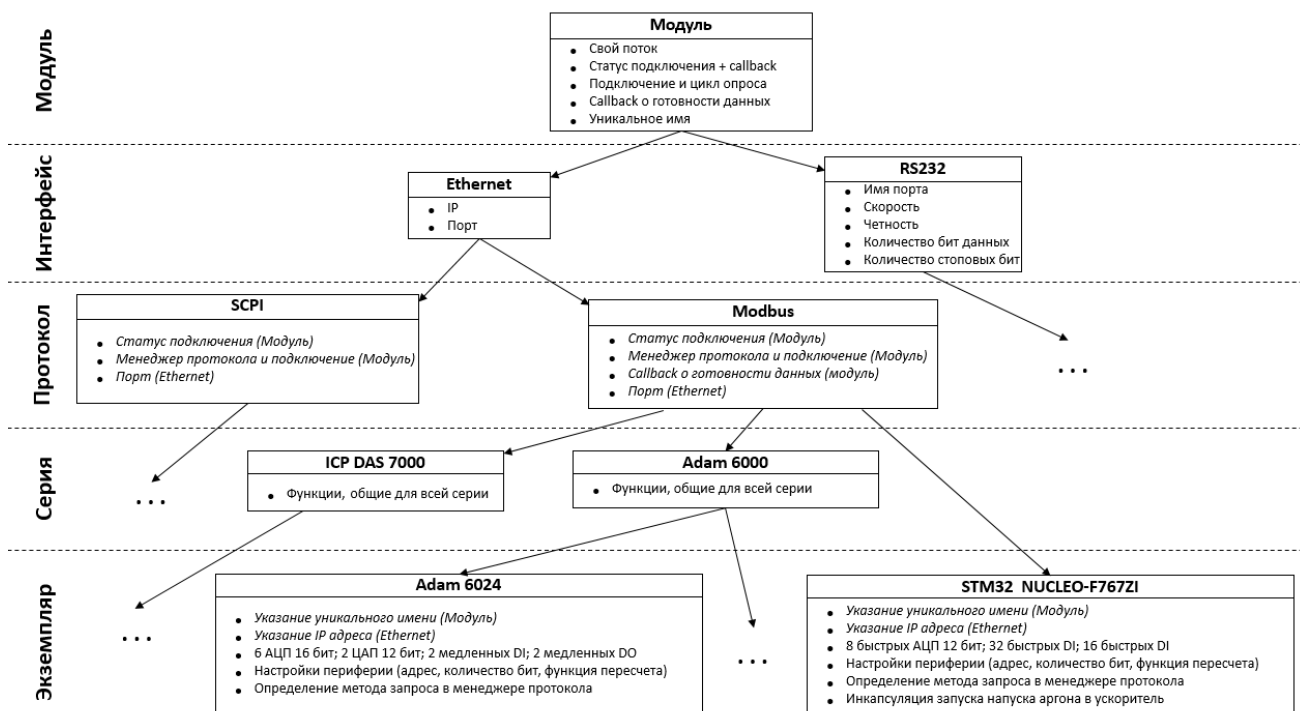 Модуль
Модуль
Свой поток
Статус подключения + callback
Подключение и цикл опроса
Callback о готовности данных
Уникальное имя
Интерфейс
Ethernet
IP
Порт
RS232
Имя порта
Скорость
Четность
Количество бит данных
Количество стоповых бит
Протокол
SCPI
Статус подключения (Модуль)
Менеджер протокола и подключение (Модуль)
Порт (Ethernet)
Modbus
Статус подключения (Модуль)
Менеджер протокола и подключение (Модуль)
Callback о готовности данных (модуль)
Порт (Ethernet)
...
Серия
...
ICP DAS 7000
Функции, общие для всей серии
Adam 6000
Функции, общие для всей серии
Экземпляр
...
Adam 6024
Указание уникального имени (Модуль)
Указание IP адреса (Ethernet)
6 АЦП 16 бит; 2 ЦАП 12 бит; 2 медленных DI; 2 медленных DO
Настройки периферии (адрес, количество бит, функция пересчета)
Определение метода запроса в менеджере протокола
...
STM32 NUCLEO-F767ZI
Указание уникального имени (Модуль)
Указание IP адреса (Ethernet)
8 быстрых АЦП 12 бит; 32 быстрых DI; 16 быстрых DI
Настройки периферии (адрес, количество бит, функция пересчета)
Определение метода запроса в менеджере протокола
Инкапсуляция запуска напуска аргона в ускоритель